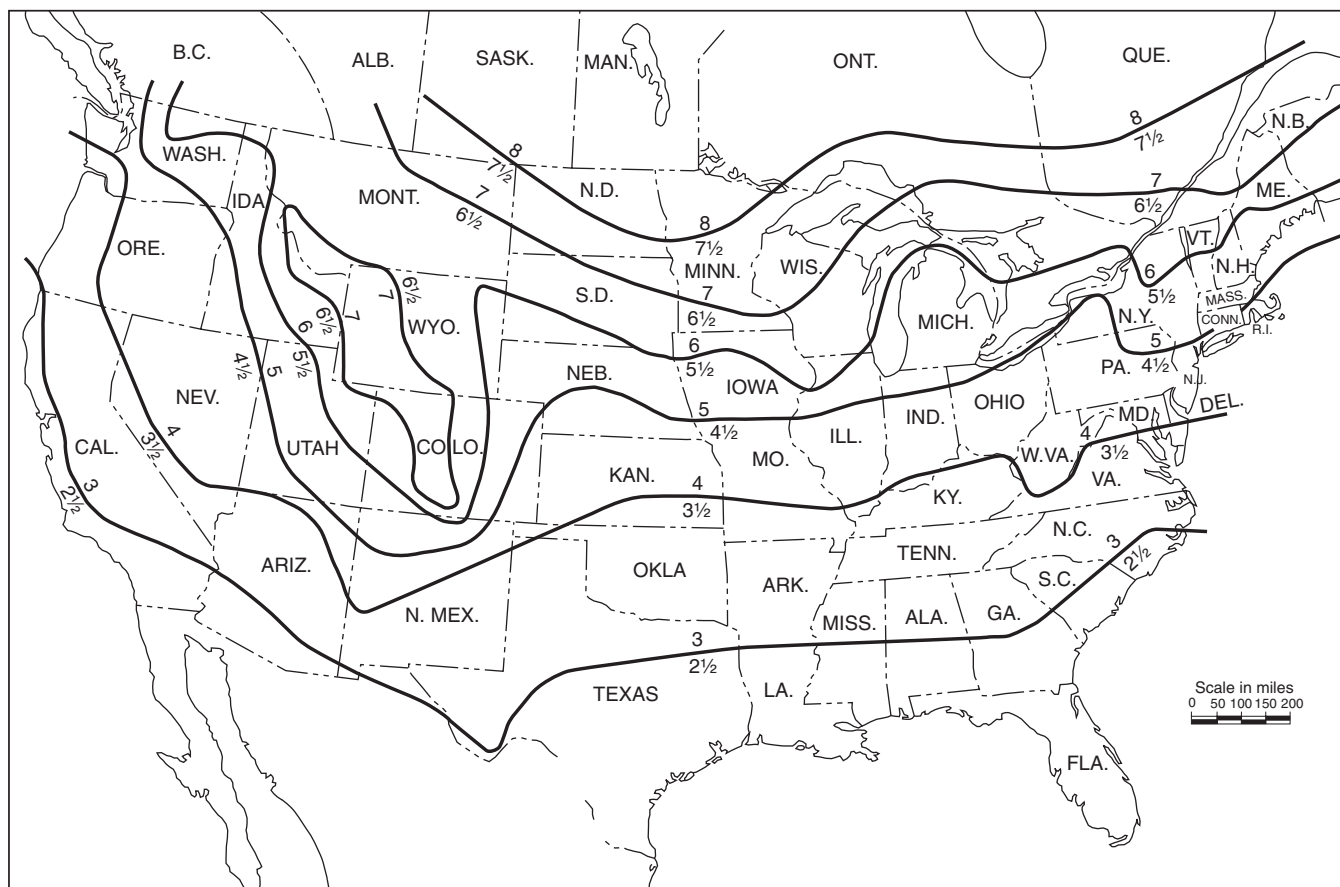 B.C.
ALB.
SASK.
MAN.
ONT.
QUE.
8
7½
N.B.
WASH.
8
7½
7
6½
IDA
MONT.
7
6½
N.D.
8
7½
ME.
ORE.
MINN.
WIS.
VT.
N.H.
6
5½
6½
7
S.D.
7
6½
MASS.
CONN.
R.I.
6½
7
6
5½
WYO.
MICH.
N.Y.
5
4½
4½
5
NEB.
6
5½
IOWA
PA.
N.J.
NEV.
OHIO
IND.
DEL.
MD.
5
4½
4
3½
CAL.
UTAH
COLO.
KAN.
MO.
ILL.
W.VA.
4
3½
VA.
3
2½
4
3½
KY.
N.C.
3
2½
ARIZ.
N. MEX.
OKLA
ARK.
TENN.
S.C.
MISS.
ALA.
GA.
3
2½
TEXAS
LA.
Scale in miles
0 50 100 150 200
FLA.